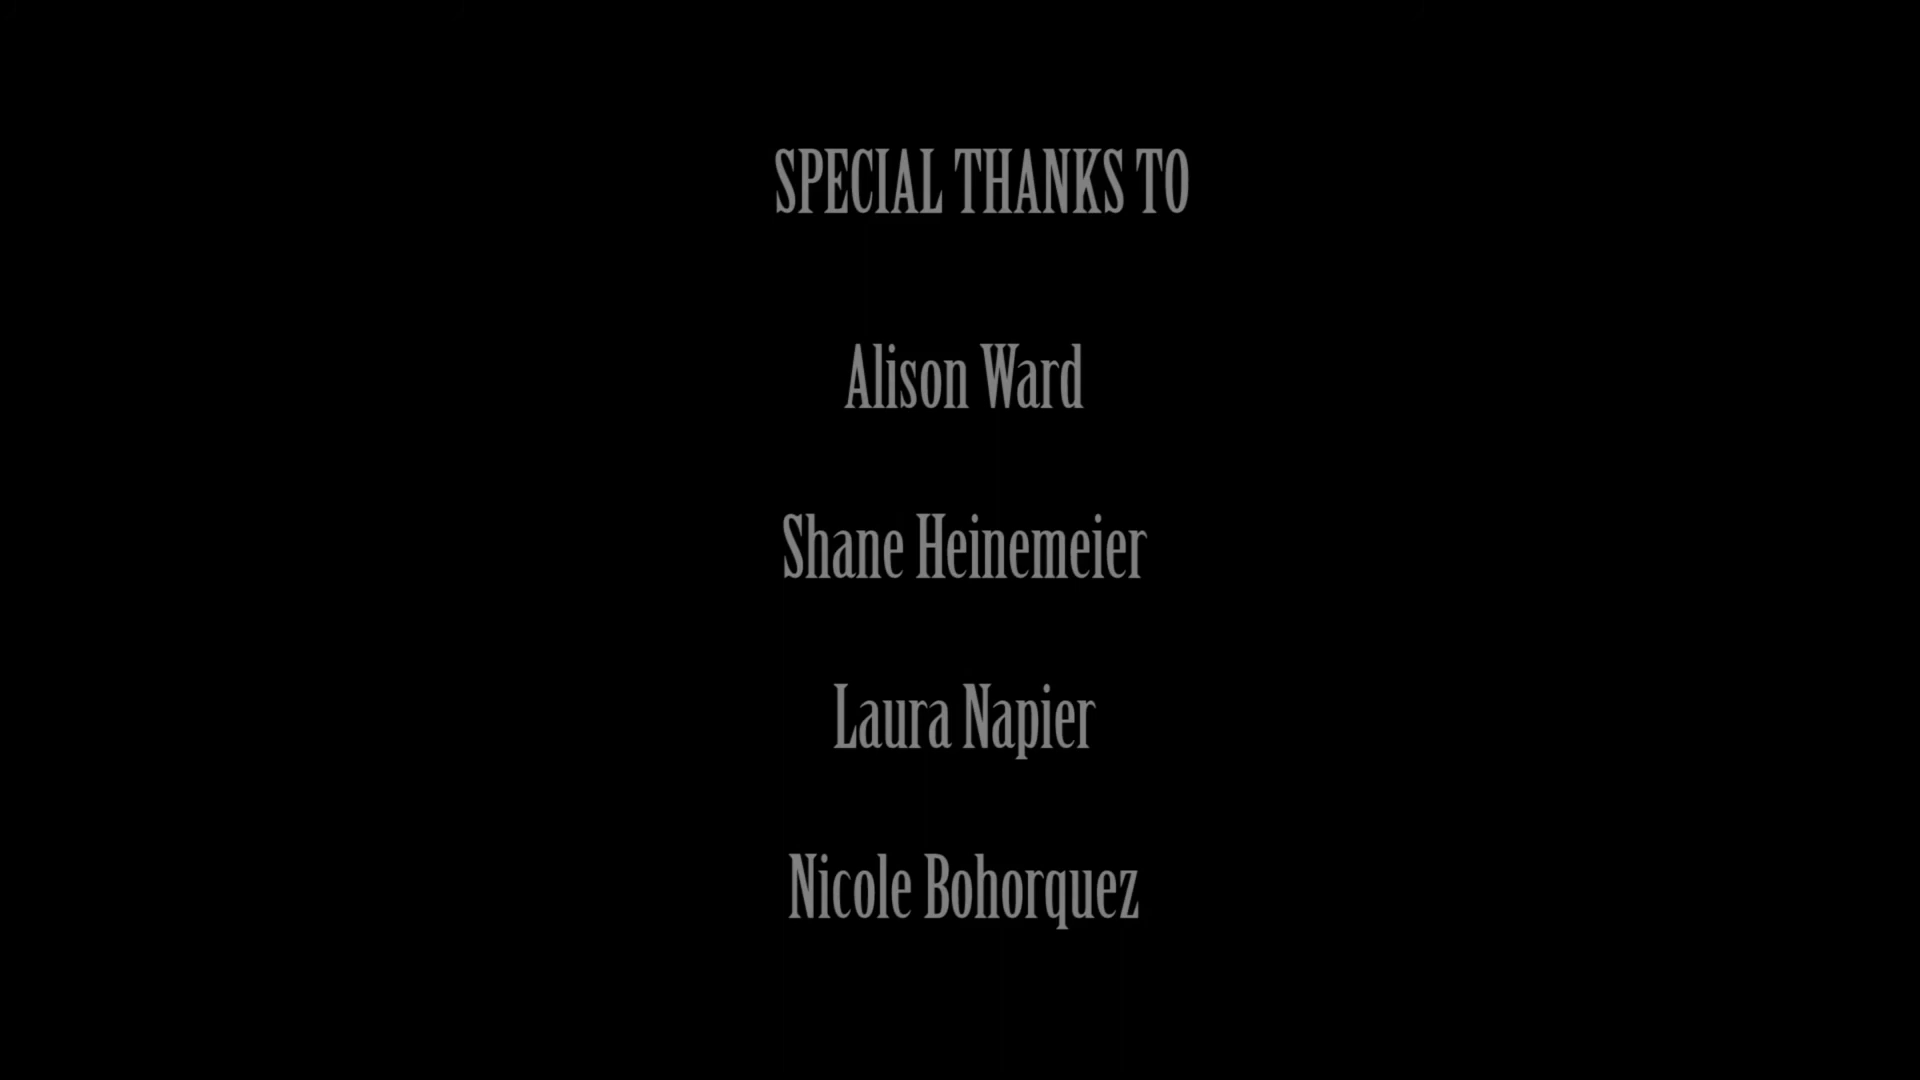 SPECIAL THANKS TO
Alison Ward
Shane Heinemeier
Laura Napier
Nicole Bohorquez